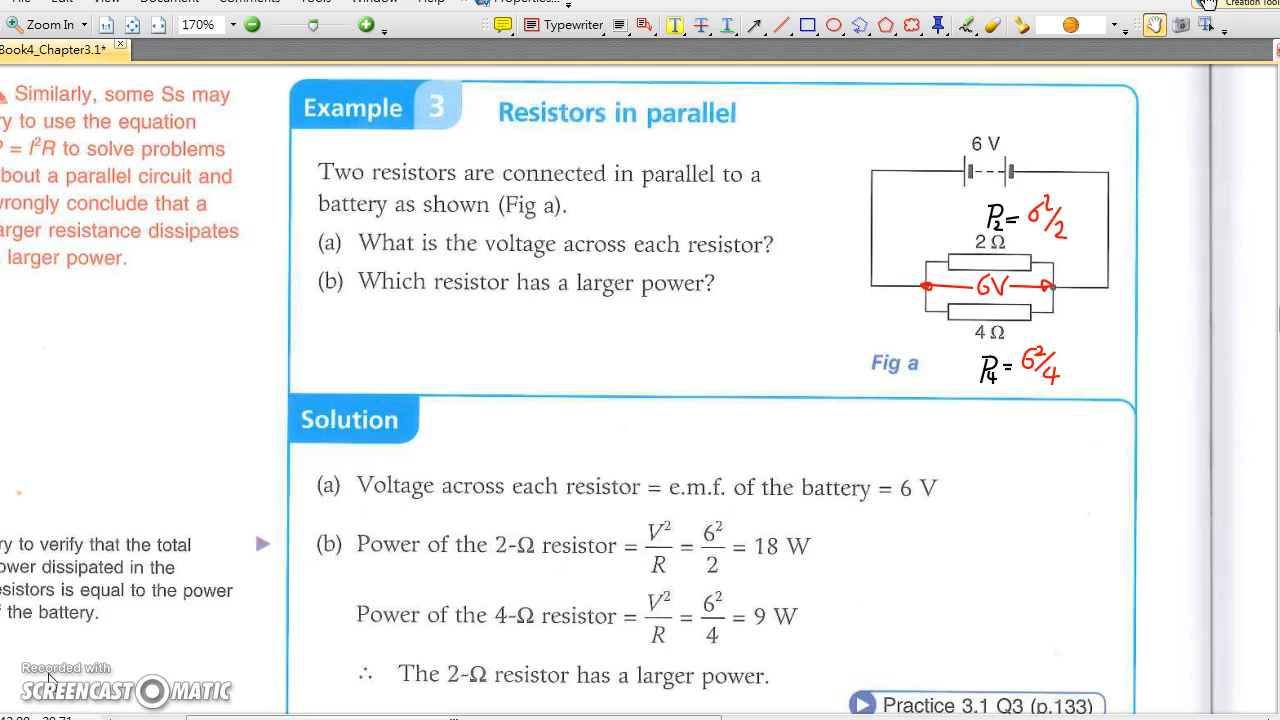 Zoom In
170%
Typewriter
Properties...
Creation Tool
Book4_Chapter3.1*
Similarly, some Ss may
ry to use the equation
P = I²R to solve problems
about a parallel circuit and
wrongly conclude that a
arger resistance dissipates
larger power.
Example 3 Resistors in parallel
Two resistors are connected in parallel to a
battery as shown (Fig a).
(a) What is the voltage across each resistor?
(b) Which resistor has a larger power?
6 V
P₂ = 6²/2
2 Ω
6V
4 Ω
Fig a
P₄ = 6²/4
Solution
(a) Voltage across each resistor = e.m.f. of the battery = 6 V
(b) Power of the 2-Ω resistor = V²/R = 6²/2 = 18 W
Power of the 4-Ω resistor = V²/R = 6²/4 = 9 W
∴ The 2-Ω resistor has a larger power.
Practice 3.1 Q3 (p.133)
ry to verify that the total
ower dissipated in the
esistors is equal to the power
f the battery.
Recorded with
SCREENCAST MATIC